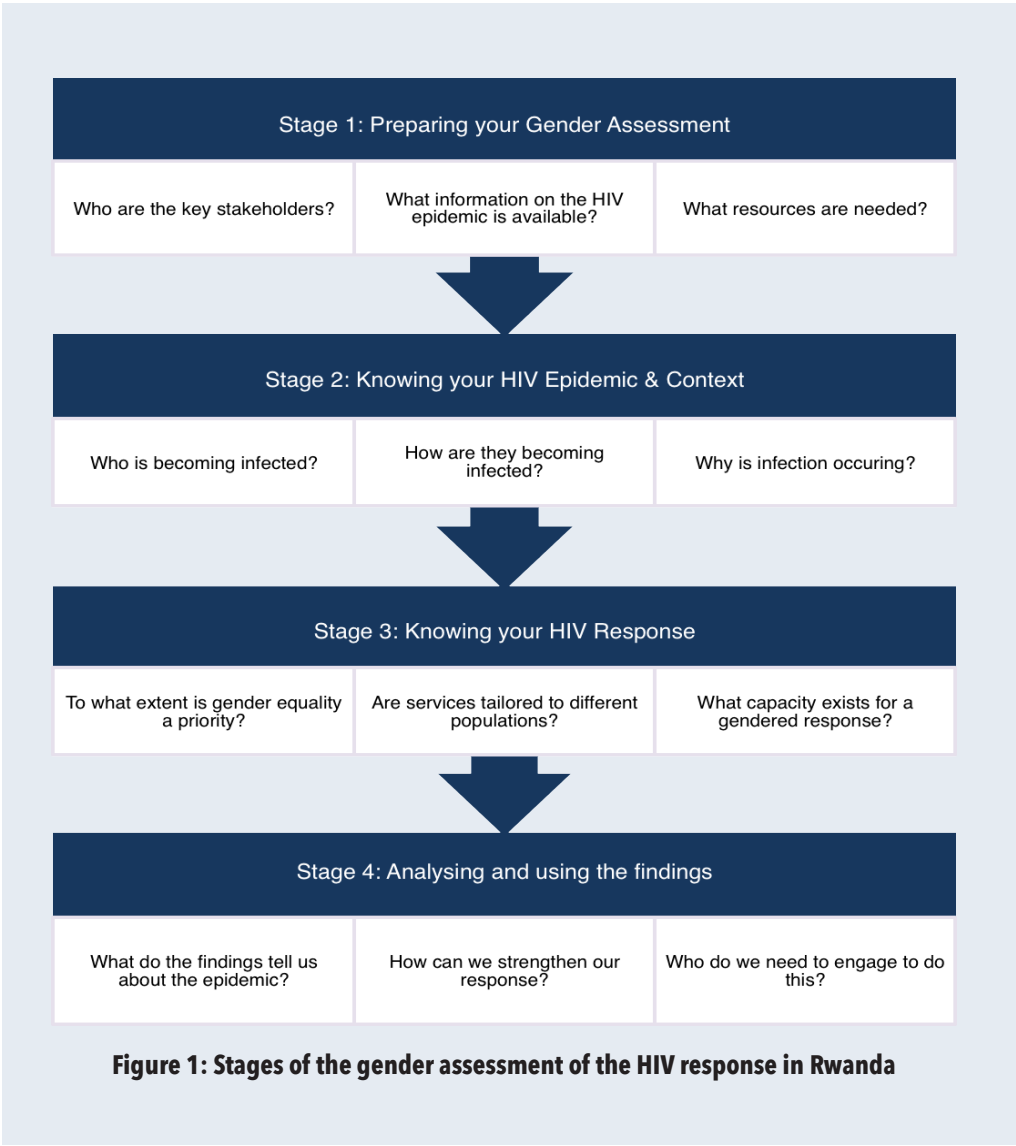 Stage 1: Preparing your Gender Assessment
Who are the key stakeholders?
What information on the HIV
epidemic is available?
What resources are needed?
Stage 2: Knowing your HIV Epidemic & Context
Who is becoming infected?
How are they becoming
infected?
Why is infection occuring?
Stage 3: Knowing your HIV Response
To what extent is gender equality
a priority?
Are services tailored to different
populations?
What capacity exists for a
gendered response?
Stage 4: Analysing and using the findings
What do the findings tell us
about the epidemic?
How can we strengthen our
response?
Who do we need to engage to do
this?
Figure 1: Stages of the gender assessment of the HIV response in Rwanda